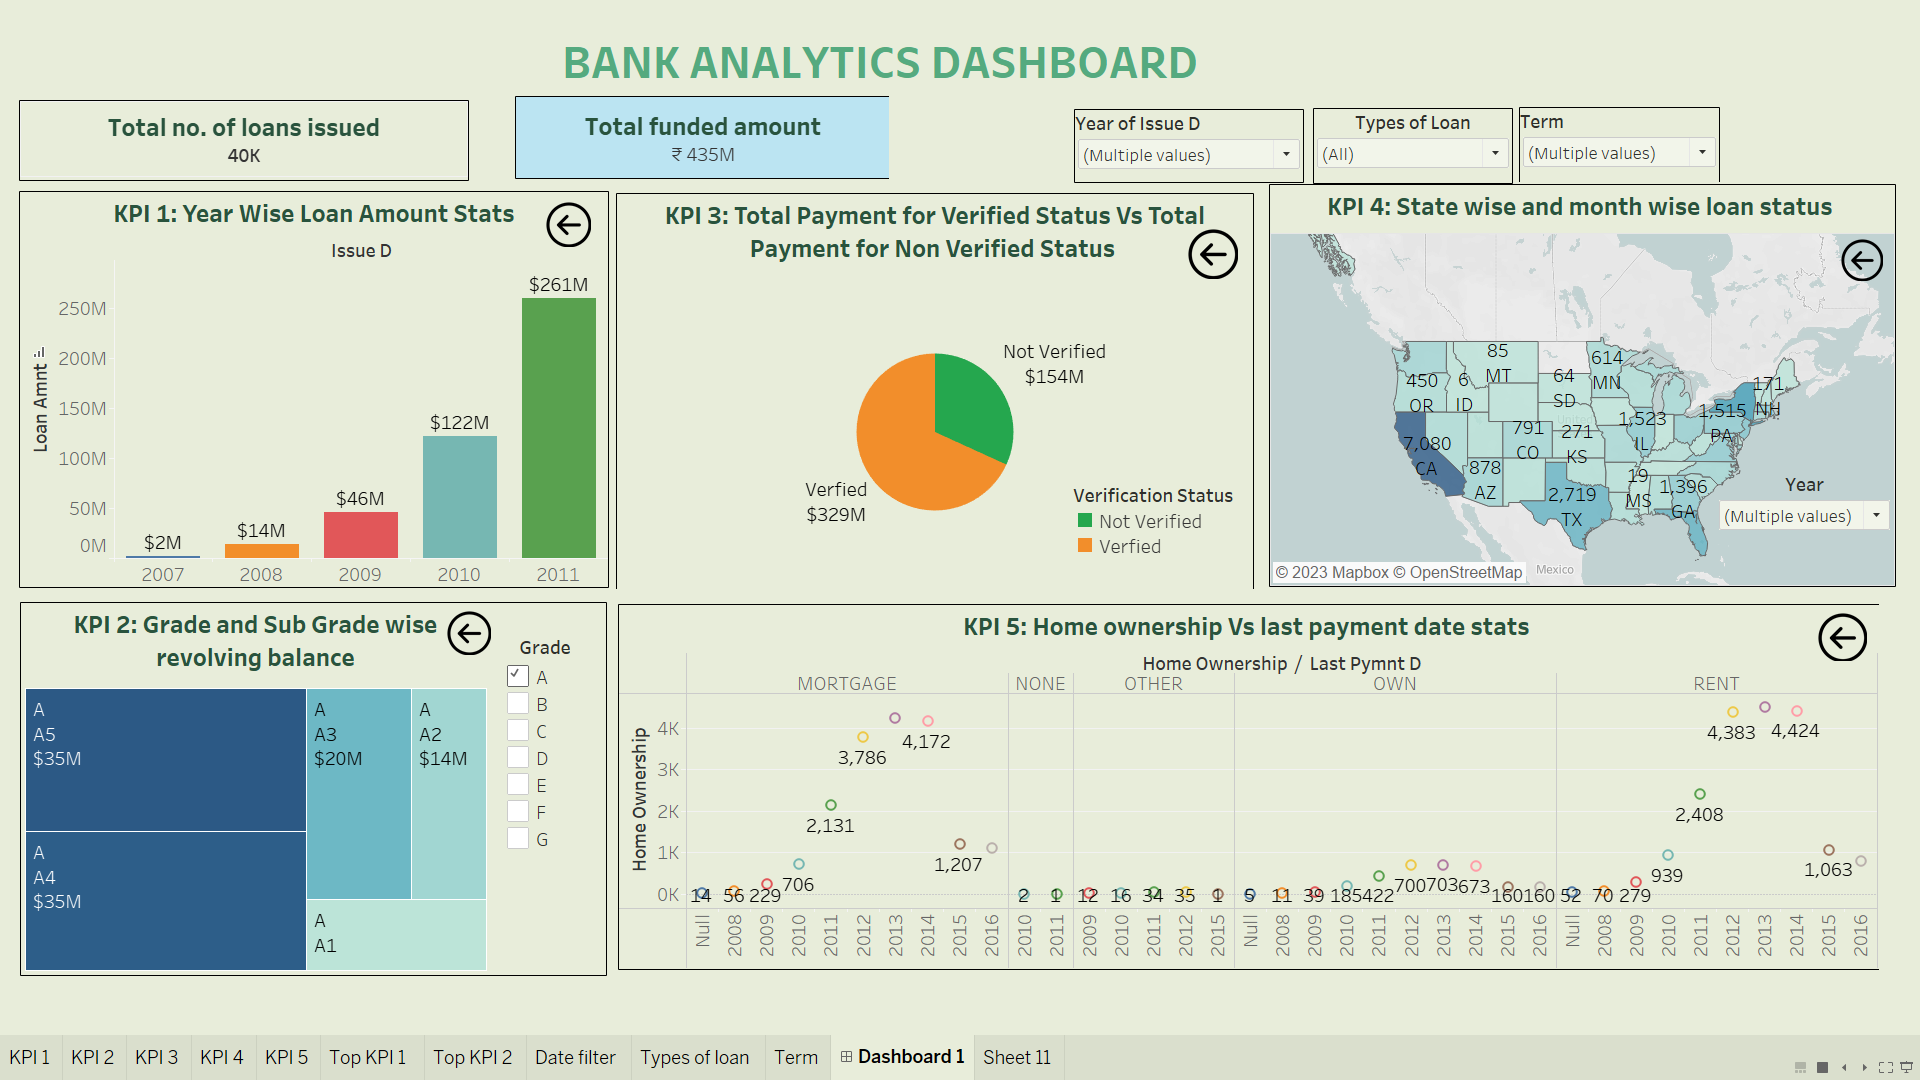 BANK ANALYTICS DASHBOARD
Total no. of loans issued
40K
Total funded amount
₹ 435M
Year of Issue D
(Multiple values)
Types of Loan
(All)
Term
(Multiple values)
KPI 1: Year Wise Loan Amount Stats
Issue D
Loan Amnt
250M
200M
150M
100M
50M
0M
$2M
$14M
$46M
$122M
$261M
2007
2008
2009
2010
2011
KPI 3: Total Payment for Verified Status Vs Total
Payment for Non Verified Status
Not Verified
$154M
Verfied
$329M
Verification Status
Not Verified
Verfied
KPI 4: State wise and month wise loan status
85
MT
614
MN
450
OR
6
ID
64
SD
171
NH
1,515
PA
1,523
IL
791
CO
271
KS
7,080
CA
878
AZ
19
MS
1,396
GA
2,719
TX
Year
(Multiple values)
Mexico
© 2023 Mapbox © OpenStreetMap
KPI 2: Grade and Sub Grade wise
revolving balance
A
A5
$35M
A
A4
$35M
A
A3
$20M
A
A2
$14M
A
A1
Grade
A
B
C
D
E
F
G
KPI 5: Home ownership Vs last payment date stats
Home Ownership / Last Pymnt D
MORTGAGE
NONE
OTHER
OWN
RENT
Home Ownership
4K
3K
2K
1K
0K
14
56
229
706
2,131
3,786
4,172
1,207
2
1
12
16
34
35
1
5
11
39
185
422
700
703
673
160
160
52
70
279
939
2,408
4,383
4,424
1,063
Null
2008
2009
2010
2011
2012
2013
2014
2015
2016
2010
2011
2009
2010
2011
2012
2015
Null
2008
2009
2010
2011
2012
2013
2014
2015
2016
Null
2008
2009
2010
2011
2012
2013
2014
2015
2016
KPI 1
KPI 2
KPI 3
KPI 4
KPI 5
Top KPI 1
Top KPI 2
Date filter
Types of loan
Term
Dashboard 1
Sheet 11